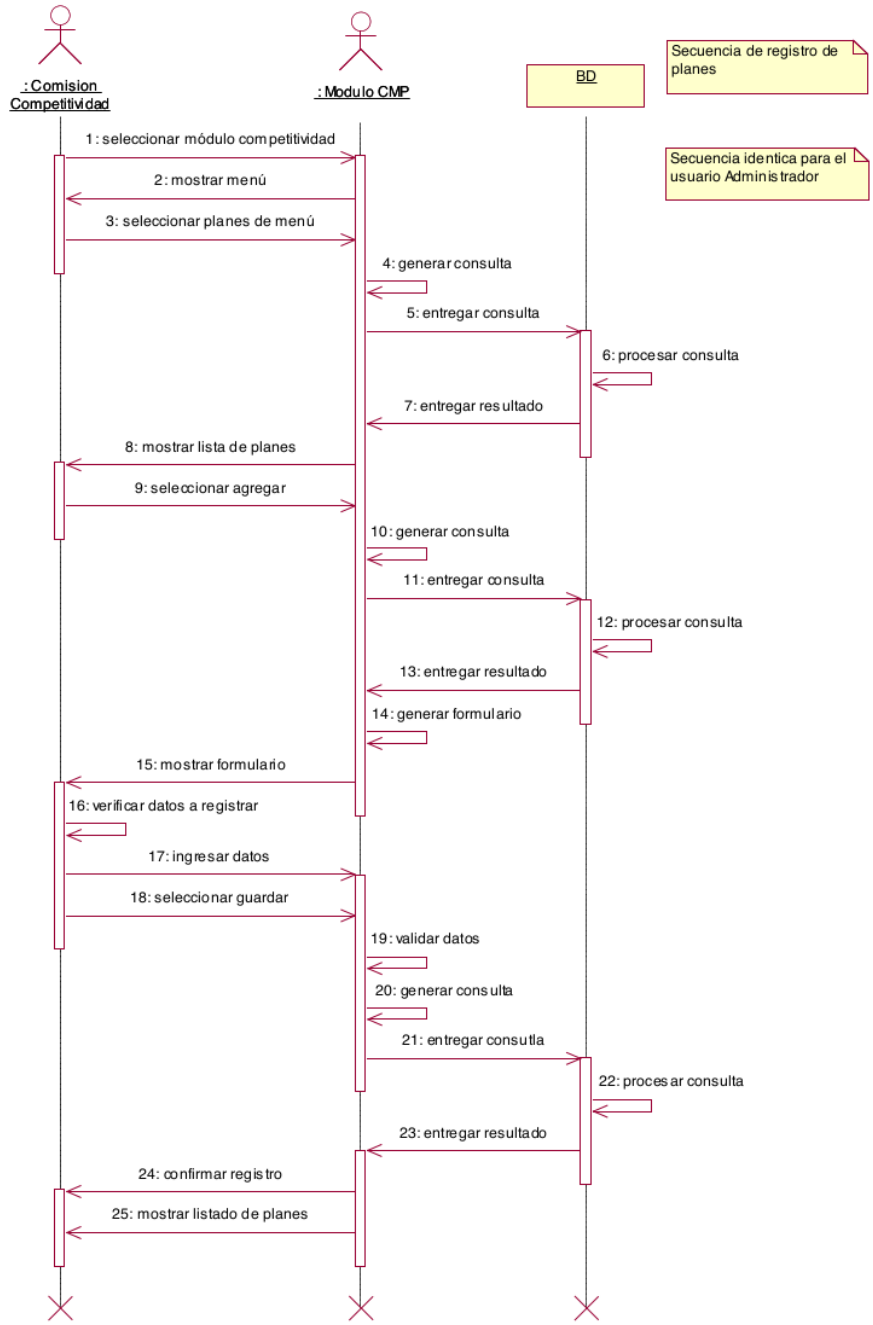 : Comision
Competitividad
: Modulo CMP
BD
Secuencia de registro de
planes
Secuencia identica para el
usuario Administrador
1: seleccionar módulo competitividad
2: mostrar menú
3: seleccionar planes de menú
4: generar consulta
5: entregar consulta
6: procesar consulta
7: entregar resultado
8: mostrar lista de planes
9: seleccionar agregar
10: generar consulta
11: entregar consulta
12: procesar consulta
13: entregar resultado
14: generar formulario
15: mostrar formulario
16: verificar datos a registrar
17: ingresar datos
18: seleccionar guardar
19: validar datos
20: generar consulta
21: entregar consutla
22: procesar consulta
23: entregar resultado
24: confirmar registro
25: mostrar listado de planes